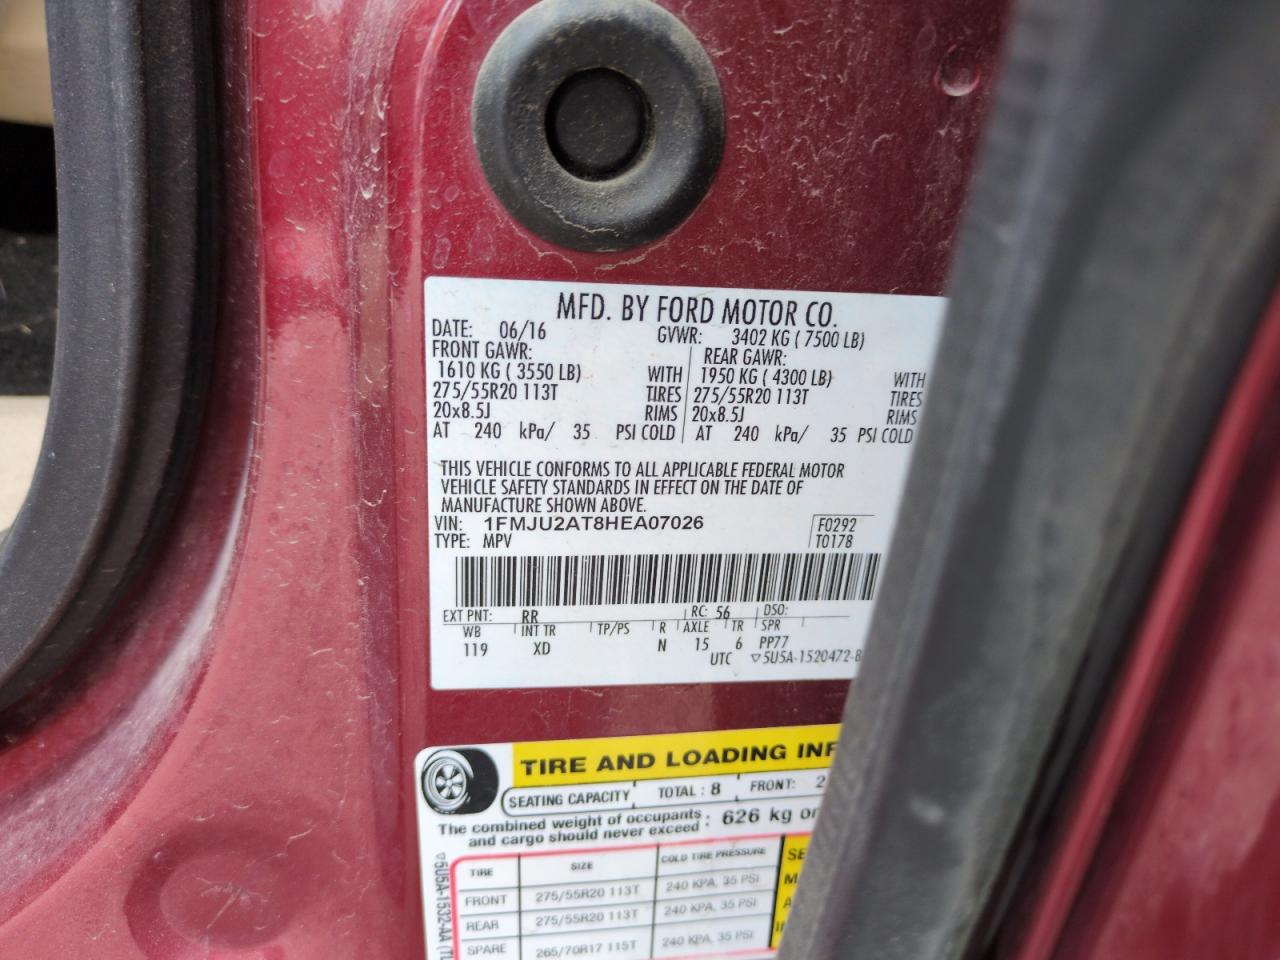 MFD. BY FORD MOTOR CO.
DATE: 06/16 GVWR: 3402 KG ( 7500 LB)
FRONT GAWR: REAR GAWR:
1610 KG ( 3550 LB) WITH 1950 KG ( 4300 LB) WITH
275/55R20 113T TIRES 275/55R20 113T TIRES
20x8.5J RIMS 20x8.5J RIMS
AT 240 kPa/ 35 PSI COLD AT 240 kPa/ 35 PSI COLD
THIS VEHICLE CONFORMS TO ALL APPLICABLE FEDERAL MOTOR
VEHICLE SAFETY STANDARDS IN EFFECT ON THE DATE OF
MANUFACTURE SHOWN ABOVE.
VIN: 1FMJU2AT8HEA07026 F0292
TYPE: MPV T0178
EXT PNT: RR RC: 56 DSO:
WB INT TR TP/PS R AXLE TR SPR
119 XD N 15 6 PP77
UTC ▽5U5A-1520472-B
TIRE AND LOADING INF
SEATING CAPACITY TOTAL : 8 FRONT: 2
The combined weight of occupants : 626 kg or
and cargo should never exceed
TIRE SIZE COLD TIRE PRESSURE SE
FRONT 275/55R20 113T 240 KPA, 35 PSI M
REAR 275/55R20 113T 240 KPA, 35 PSI A
SPARE 265/70R17 115T 240 KPA, 35 PSI
▽5U5A-1532-AA (TL